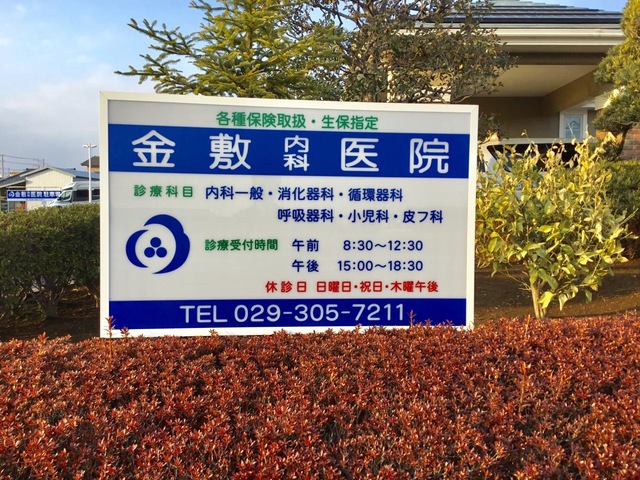 各種保険取扱・生保指定
金敷内科医院
診療科目 内科一般・消化器科・循環器科
呼吸器科・小児科・皮フ科
診療受付時間 午前 8:30~12:30
午後 15:00~18:30
休診日 日曜日・祝日・木曜午後
TEL 029-305-7211